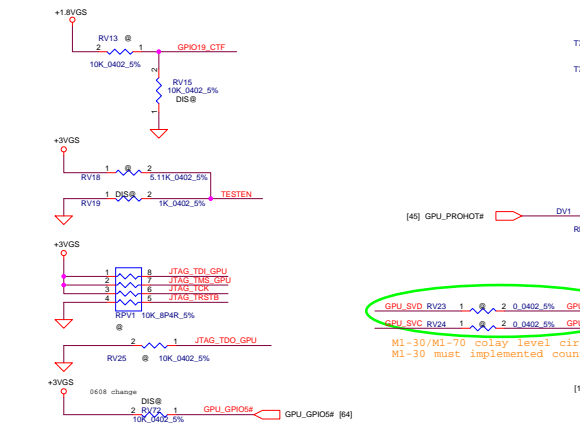 +1.8VGS
RV13 @
2 1 GPIO19_CTF
10K_0402_5%
2
RV15
10K_0402_5%
DIS@
1
+3VGS
1 @ 2
RV18 5.11K_0402_5%
1 DIS@ 2 TESTEN
RV19 1K_0402_5%
[45] GPU_PROHOT# DV1
+3VGS
1 8 JTAG_TDI_GPU
2 7 JTAG_TMS_GPU
3 6 JTAG_TCK
4 5 JTAG_TRSTB
RPV1 10K_8P4R_5%
@
GPU_SVD RV23 1 @ 2 0_0402_5%
GPU_SVC RV24 1 @ 2 0_0402_5%
M1-30/M1-70 colay level cir
M1-30 must implemented coun
2 1 JTAG_TDO_GPU
RV25 @ 10K_0402_5%
+3VGS
0608 change
DIS@
2 RV72 1 GPU_GPIO5# GPU_GPIO5# [64]
10K_0402_5%